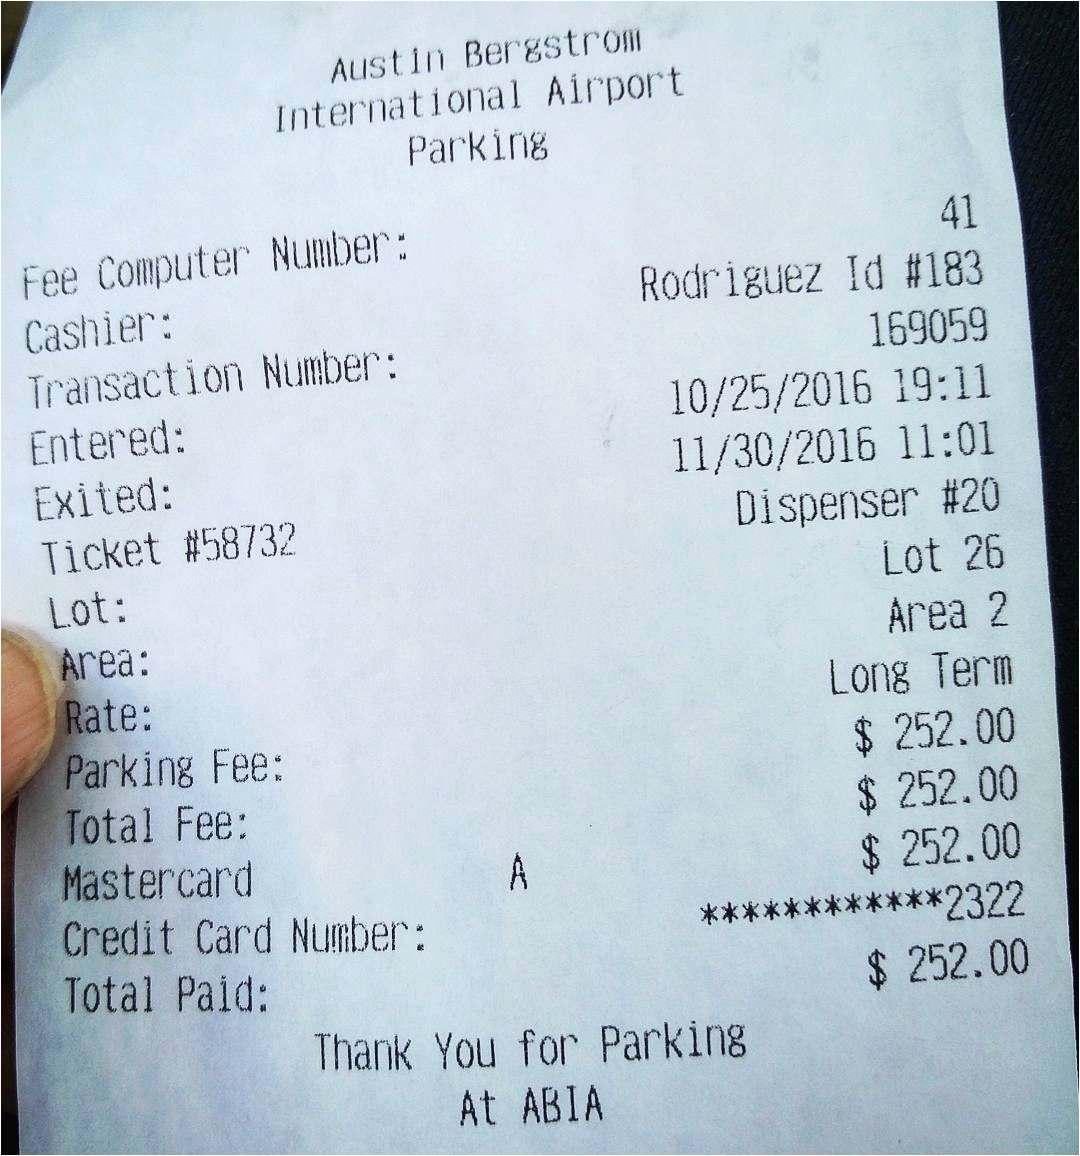 Austin Bergstrom
International Airport
Parking
Fee Computer Number: 41
Cashier: Rodriguez Id #183
Transaction Number: 169059
Entered: 10/25/2016 19:11
Exited: 11/30/2016 11:01
Ticket #58732 Dispenser #20
Lot: Lot 26
Area: Area 2
Rate: Long Term
Parking Fee: $ 252.00
Total Fee: $ 252.00
Mastercard A $ 252.00
Credit Card Number: ************2322
Total Paid: $ 252.00
Thank You for Parking
At ABIA